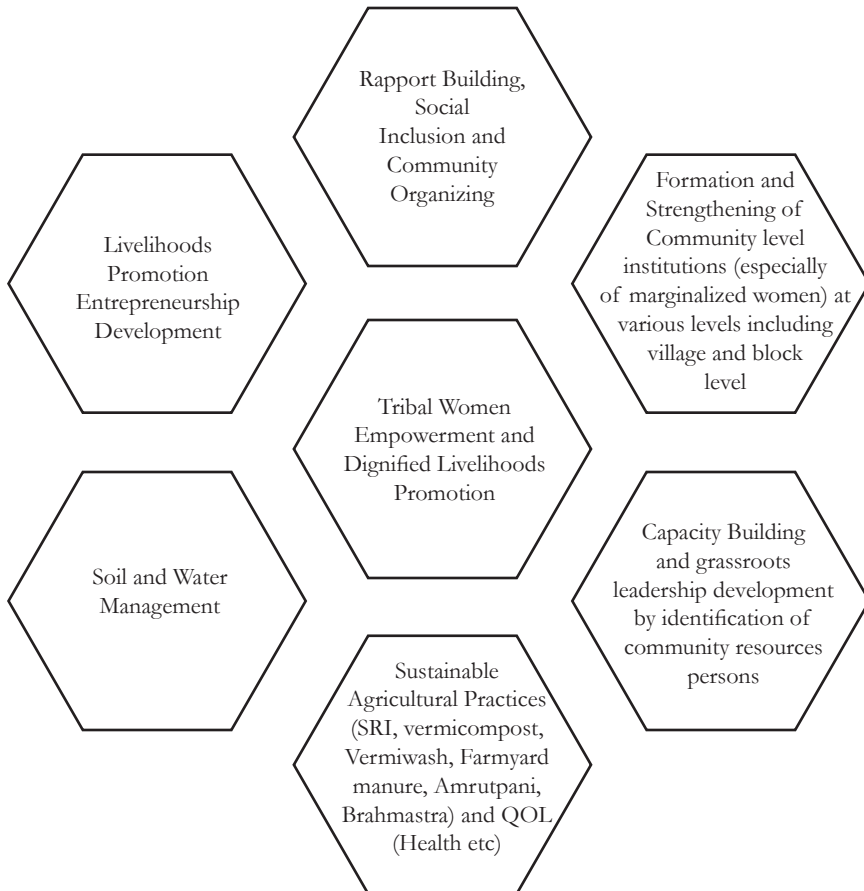 Rapport Building,
Social
Inclusion and
Community
Organizing
Livelihoods
Promotion
Entrepreneurship
Development
Formation and
Strengthening of
Community level
institutions (especially
of marginalized women) at
various levels including
village and block
level
Tribal Women
Empowerment and
Dignified Livelihoods
Promotion
Soil and Water
Management
Capacity Building
and grassroots
leadership development
by identification of
community resources
persons
Sustainable
Agricultural Practices
(SRI, vermicompost,
Vermiwash, Farmyard
manure, Amrutpani,
Brahmastra) and QOL
(Health etc)